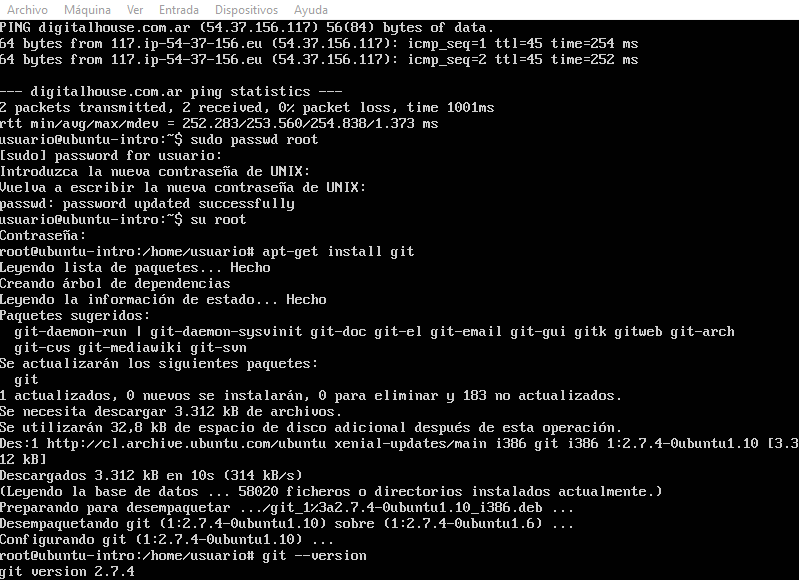 Archivo Máquina Ver Entrada Dispositivos Ayuda
PING digitalhouse.com.ar (54.37.156.117) 56(84) bytes of data.
64 bytes from 117.ip-54-37-156.eu (54.37.156.117): icmp_seq=1 ttl=45 time=254 ms
64 bytes from 117.ip-54-37-156.eu (54.37.156.117): icmp_seq=2 ttl=45 time=252 ms
--- digitalhouse.com.ar ping statistics ---
2 packets transmitted, 2 received, 0% packet loss, time 1001ms
rtt min/avg/max/mdev = 252.283/253.560/254.838/1.373 ms
usuario@ubuntu-intro:~$ sudo passwd root
[sudo] password for usuario:
Introduzca la nueva contraseña de UNIX:
Vuelva a escribir la nueva contraseña de UNIX:
passwd: password updated successfully
usuario@ubuntu-intro:~$ su root
Contraseña:
root@ubuntu-intro:/home/usuario# apt-get install git
Leyendo lista de paquetes... Hecho
Creando árbol de dependencias
Leyendo la información de estado... Hecho
Paquetes sugeridos:
git-daemon-run | git-daemon-sysvinit git-doc git-el git-email git-gui gitk gitweb git-arch
git-cvs git-mediawiki git-svn
Se actualizarán los siguientes paquetes:
git
1 actualizados, 0 nuevos se instalarán, 0 para eliminar y 183 no actualizados.
Se necesita descargar 3.312 kB de archivos.
Se utilizarán 32,8 kB de espacio de disco adicional después de esta operación.
Des:1 http://cl.archive.ubuntu.com/ubuntu xenial-updates/main i386 git i386 1:2.7.4-0ubuntu1.10 [3.3
12 kB]
Descargados 3.312 kB en 10s (314 kB/s)
(Leyendo la base de datos ... 58020 ficheros o directorios instalados actualmente.)
Preparando para desempaquetar .../git_1%3a2.7.4-0ubuntu1.10_i386.deb ...
Desempaquetando git (1:2.7.4-0ubuntu1.10) sobre (1:2.7.4-0ubuntu1.6) ...
Configurando git (1:2.7.4-0ubuntu1.10) ...
root@ubuntu-intro:/home/usuario# git --version
git version 2.7.4